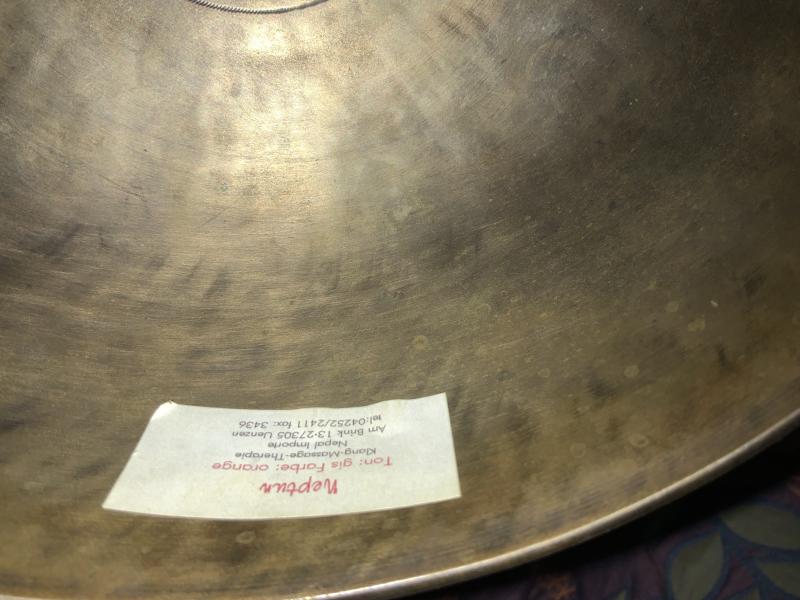 Neptun
Ton: gis Farbe: orange
Klang-Massage-Therapie
Nepal Importe
Am Brink 13-27305 Uenzen
tel:04252/2411 fax: 3436